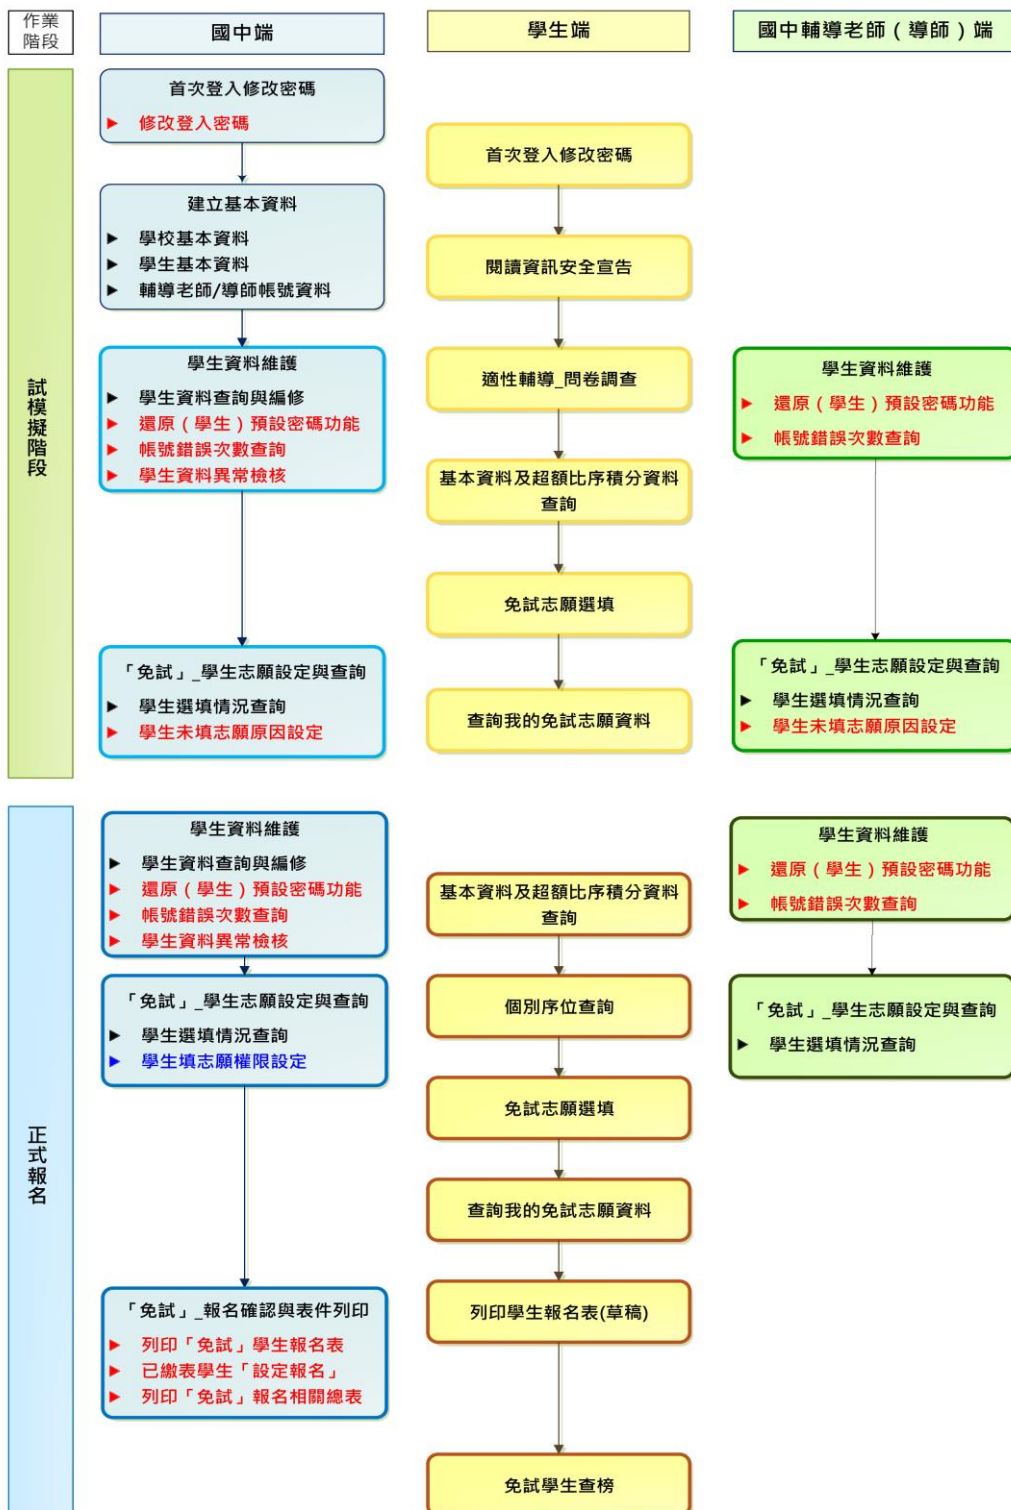 作業
階段
國中端
學生端
國中輔導老師（導師）端
試模擬階段
首次登入修改密碼
修改登入密碼
建立基本資料
學校基本資料
學生基本資料
輔導老師/導師帳號資料
學生資料維護
學生資料查詢與編修
還原（學生）預設密碼功能
帳號錯誤次數查詢
學生資料異常檢核
「免試」_學生志願設定與查詢
學生選填情況查詢
學生未填志願原因設定
首次登入修改密碼
閱讀資訊安全宣告
適性輔導_問卷調查
基本資料及超額比序積分資料
查詢
免試志願選填
查詢我的免試志願資料
學生資料維護
還原（學生）預設密碼功能
帳號錯誤次數查詢
「免試」_學生志願設定與查詢
學生選填情況查詢
學生未填志願原因設定
正式報名
學生資料維護
學生資料查詢與編修
還原（學生）預設密碼功能
帳號錯誤次數查詢
學生資料異常檢核
「免試」_學生志願設定與查詢
學生選填情況查詢
學生填志願權限設定
「免試」_報名確認與表件列印
列印「免試」學生報名表
已繳表學生「設定報名」
列印「免試」報名相關總表
基本資料及超額比序積分資料
查詢
個別序位查詢
免試志願選填
查詢我的免試志願資料
列印學生報名表(草稿)
免試學生查榜
學生資料維護
還原（學生）預設密碼功能
帳號錯誤次數查詢
「免試」_學生志願設定與查詢
學生選填情況查詢